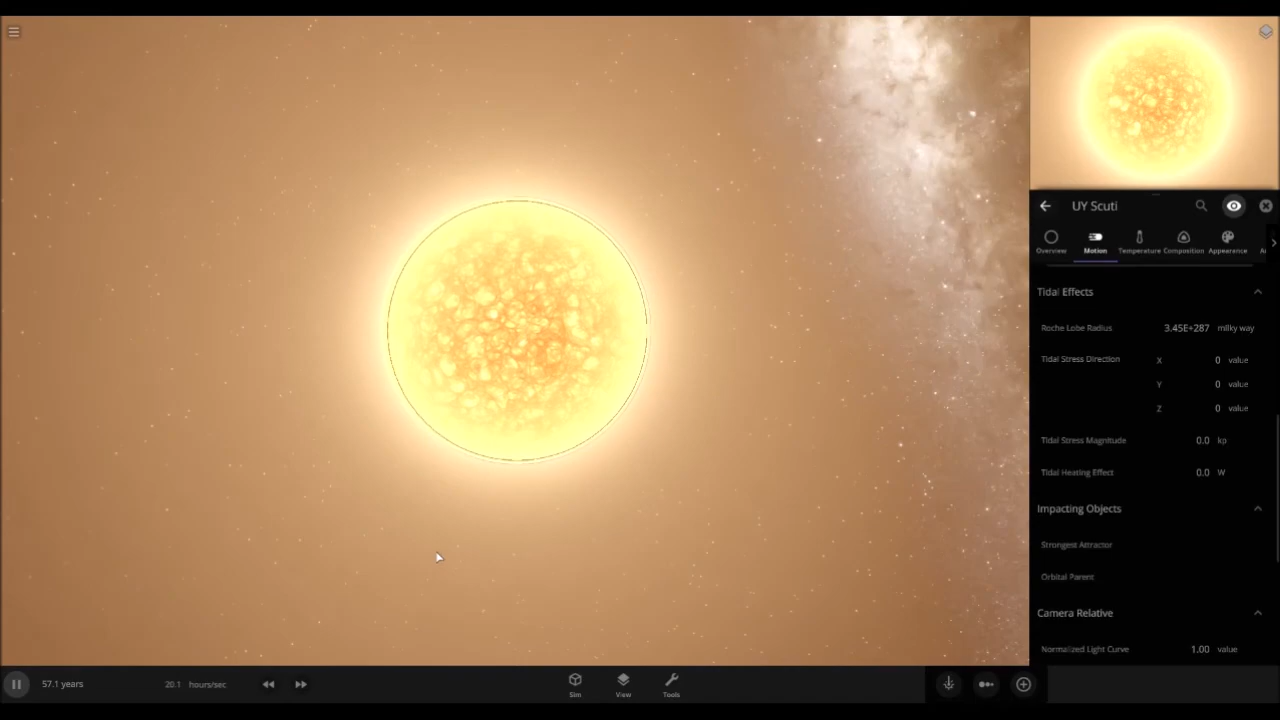 UY Scuti
Overview Motion Temperature Composition Appearance
Tidal Effects
Roche Lobe Radius 3.45E+287 milky way
Tidal Stress Direction X 0 value
Y 0 value
Z 0 value
Tidal Stress Magnitude 0.0 kp
Tidal Heating Effect 0.0 W
Impacting Objects
Strongest Attractor
Orbital Parent
Camera Relative
Normalized Light Curve 1.00 value
57.1 years 20.1 hours/sec
Sim View Tools